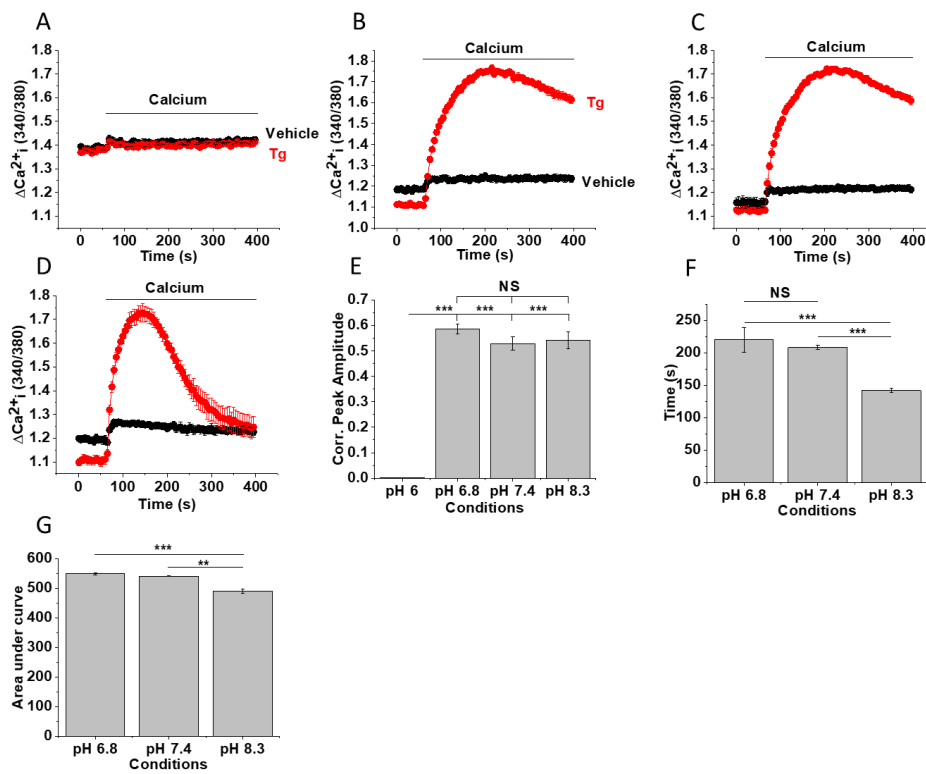 A
Calcium
1.8
1.7
1.6
1.5
1.4
1.3
1.2
1.1
ΔCa²⁺i (340/380)
Vehicle
Tg
0 100 200 300 400
Time (s)
B
Calcium
1.8
1.7
1.6
1.5
1.4
1.3
1.2
1.1
1.0
ΔCa²⁺i (340/380)
Tg
Vehicle
0 100 200 300 400
Time (s)
C
Calcium
1.8
1.7
1.6
1.5
1.4
1.3
1.2
1.1
ΔCa²⁺i (340/380)
0 100 200 300 400
Time (s)
D
Calcium
1.8
1.7
1.6
1.5
1.4
1.3
1.2
1.1
ΔCa²⁺i (340/380)
0 100 200 300 400
Time (s)
E
NS
*** *** ***
0.7
0.6
0.5
0.4
0.3
0.2
0.1
0.0
Corr. Peak Amplitude
pH 6 pH 6.8 pH 7.4 pH 8.3
Conditions
F
NS
***
***
250
200
150
100
50
0
Time (s)
pH 6.8 pH 7.4 pH 8.3
Conditions
G
***
**
600
500
400
300
200
100
0
Area under curve
pH 6.8 pH 7.4 pH 8.3
Conditions